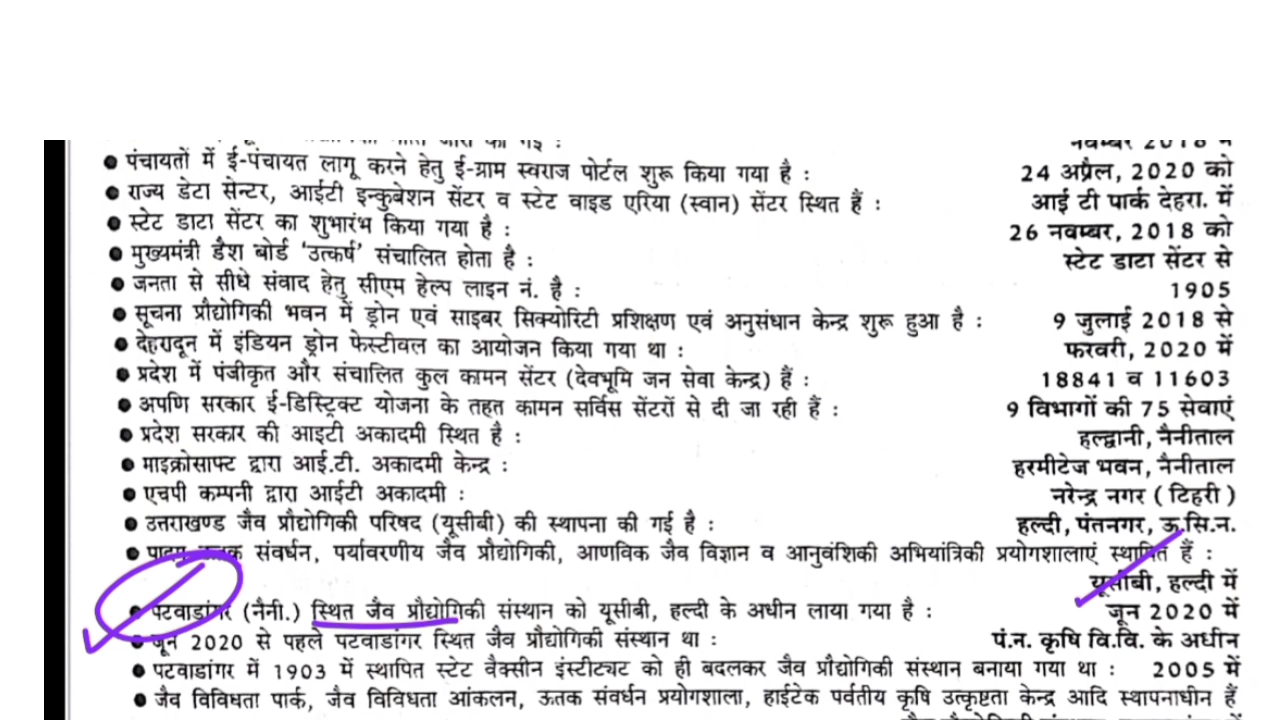 नवम्बर 2018 में
● पंचायतों में ई-पंचायत लागू करने हेतु ई-ग्राम स्वराज पोर्टल शुरू किया गया है : 24 अप्रैल, 2020 को
● राज्य डेटा सेन्टर, आईटी इन्कुबेशन सेंटर व स्टेट वाइड एरिया (स्वान) सेंटर स्थित हैं : आई टी पार्क देहरा. में
● स्टेट डाटा सेंटर का शुभारंभ किया गया है : 26 नवम्बर, 2018 को
● मुख्यमंत्री डैश बोर्ड 'उत्कर्ष' संचालित होता है : स्टेट डाटा सेंटर से
● जनता से सीधे संवाद हेतु सीएम हेल्प लाइन नं. है : 1905
● सूचना प्रौद्योगिकी भवन में ड्रोन एवं साइबर सिक्योरिटी प्रशिक्षण एवं अनुसंधान केन्द्र शुरू हुआ है : 9 जुलाई 2018 से
● देहरादून में इंडियन ड्रोन फेस्टीवल का आयोजन किया गया था : फरवरी, 2020 में
● प्रदेश में पंजीकृत और संचालित कुल कामन सेंटर (देवभूमि जन सेवा केन्द्र) हैं : 18841 व 11603
● अपणि सरकार ई-डिस्ट्रिक्ट योजना के तहत कामन सर्विस सेंटरों से दी जा रही हैं : 9 विभागों की 75 सेवाएं
● प्रदेश सरकार की आइटी अकादमी स्थित है : हल्द्वानी, नैनीताल
● माइक्रोसाफ्ट द्वारा आई.टी. अकादमी केन्द्र : हरमीटेज भवन, नैनीताल
● एचपी कम्पनी द्वारा आईटी अकादमी : नरेन्द्र नगर (टिहरी)
● उत्तराखण्ड जैव प्रौद्योगिकी परिषद (यूसीबी) की स्थापना की गई है : हल्दी, पंतनगर, ऊ.सि.न.
● संवर्धन, पर्यावरणीय जैव प्रौद्योगिकी, आणविक जैव विज्ञान व आनुवंशिकी अभियांत्रिकी प्रयोगशालाएं स्थापित हैं :
यूसीबी, हल्दी में
● पटवाडांगर (नैनी.) स्थित जैव प्रौद्योगिकी संस्थान को यूसीबी, हल्दी के अधीन लाया गया है : जून 2020 में
● जून 2020 से पहले पटवाडांगर स्थित जैव प्रौद्योगिकी संस्थान था : पं.न. कृषि वि.वि. के अधीन
● पटवाडांगर में 1903 में स्थापित स्टेट वैक्सीन इंस्टीट्यट को ही बदलकर जैव प्रौद्योगिकी संस्थान बनाया गया था : 2005 में
● जैव विविधता पार्क, जैव विविधता आंकलन, ऊतक संवर्धन प्रयोगशाला, हाईटेक पर्वतीय कृषि उत्कृष्टता केन्द्र आदि स्थापनाधीन हैं